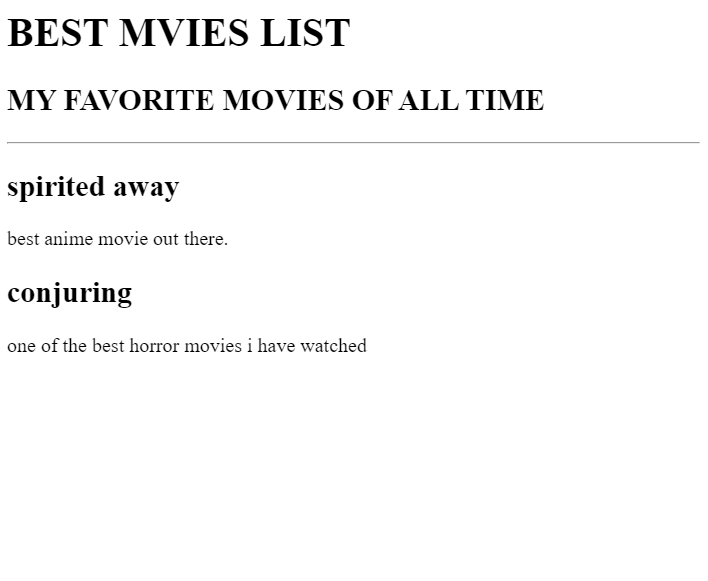 BEST MVIES LIST
MY FAVORITE MOVIES OF ALL TIME
spirited away
best anime movie out there.
conjuring
one of the best horror movies i have watched